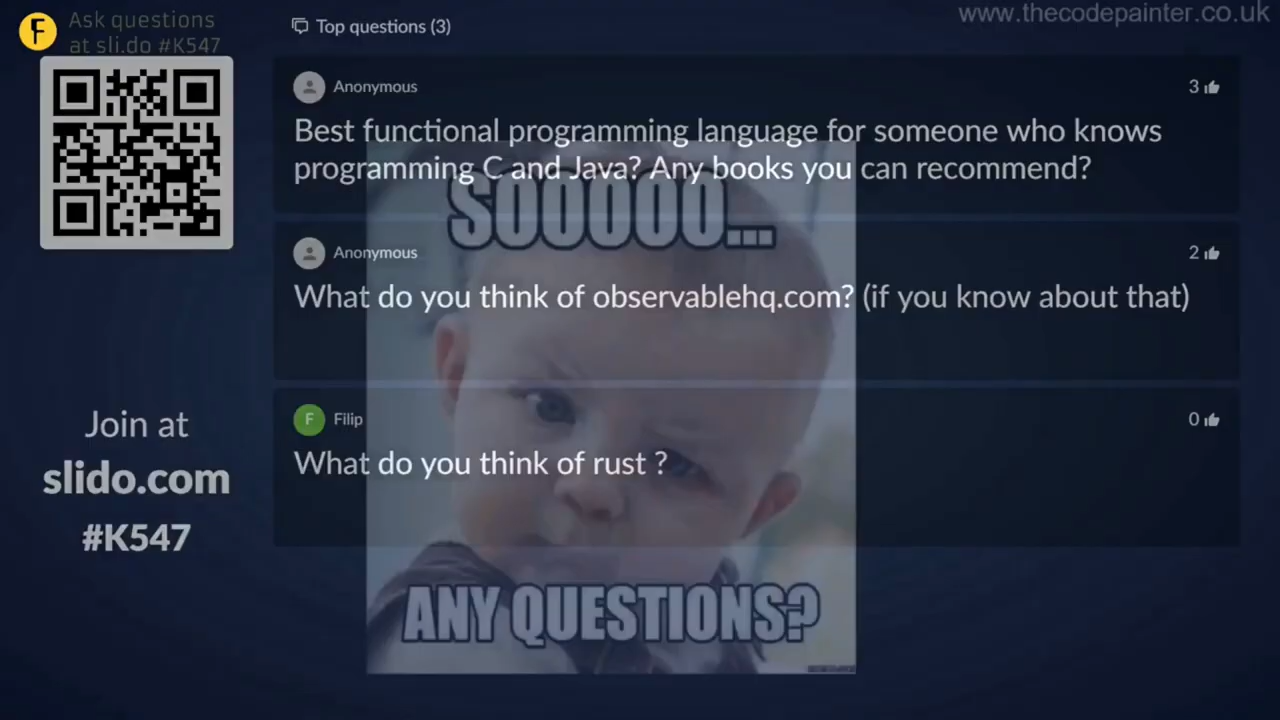 Ask questions
at sli.do #K547
Top questions (3)
www.thecodepainter.co.uk
Anonymous
3
Best functional programming language for someone who knows
programming C and Java? Any books you can recommend?
SOOOOO...
Anonymous
2
What do you think of observablehq.com? (if you know about that)
Join at
slido.com
#K547
F
Filip
0
What do you think of rust ?
ANY QUESTIONS?